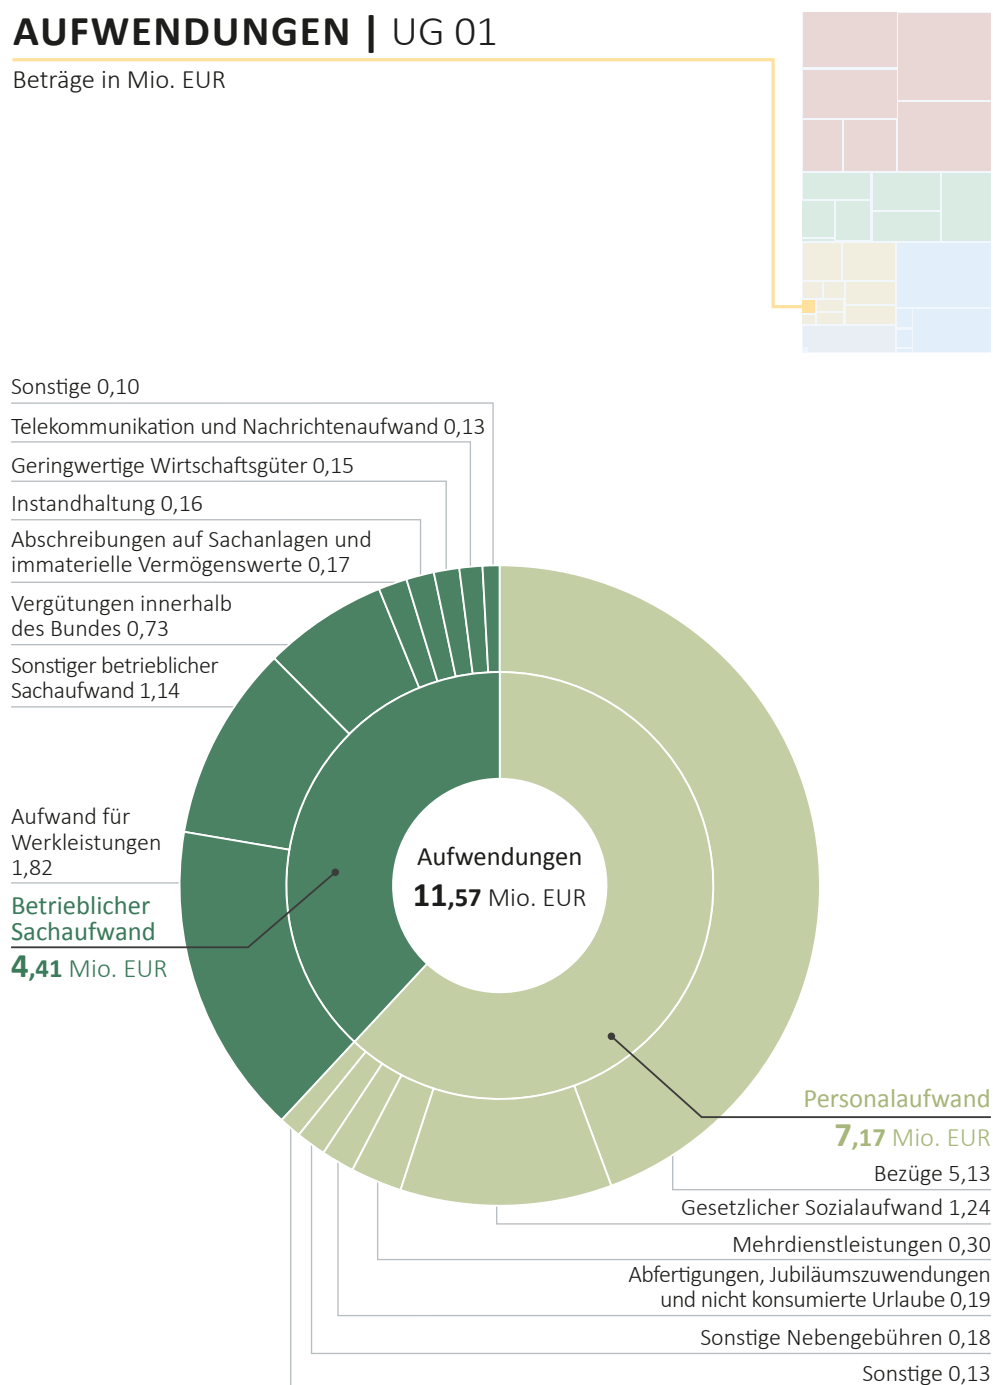 AUFWENDUNGEN | UG 01
Beträge in Mio. EUR
Sonstige 0,10
Telekommunikation und Nachrichtenaufwand 0,13
Geringwertige Wirtschaftsgüter 0,15
Instandhaltung 0,16
Abschreibungen auf Sachanlagen und
immaterielle Vermögenswerte 0,17
Vergütungen innerhalb
des Bundes 0,73
Sonstiger betrieblicher
Sachaufwand 1,14
Aufwand für
Werkleistungen
1,82
Betrieblicher
Sachaufwand
4,41 Mio. EUR
Aufwendungen
11,57 Mio. EUR
Personalaufwand
7,17 Mio. EUR
Bezüge 5,13
Gesetzlicher Sozialaufwand 1,24
Mehrdienstleistungen 0,30
Abfertigungen, Jubiläumszuwendungen
und nicht konsumierte Urlaube 0,19
Sonstige Nebengebühren 0,18
Sonstige 0,13